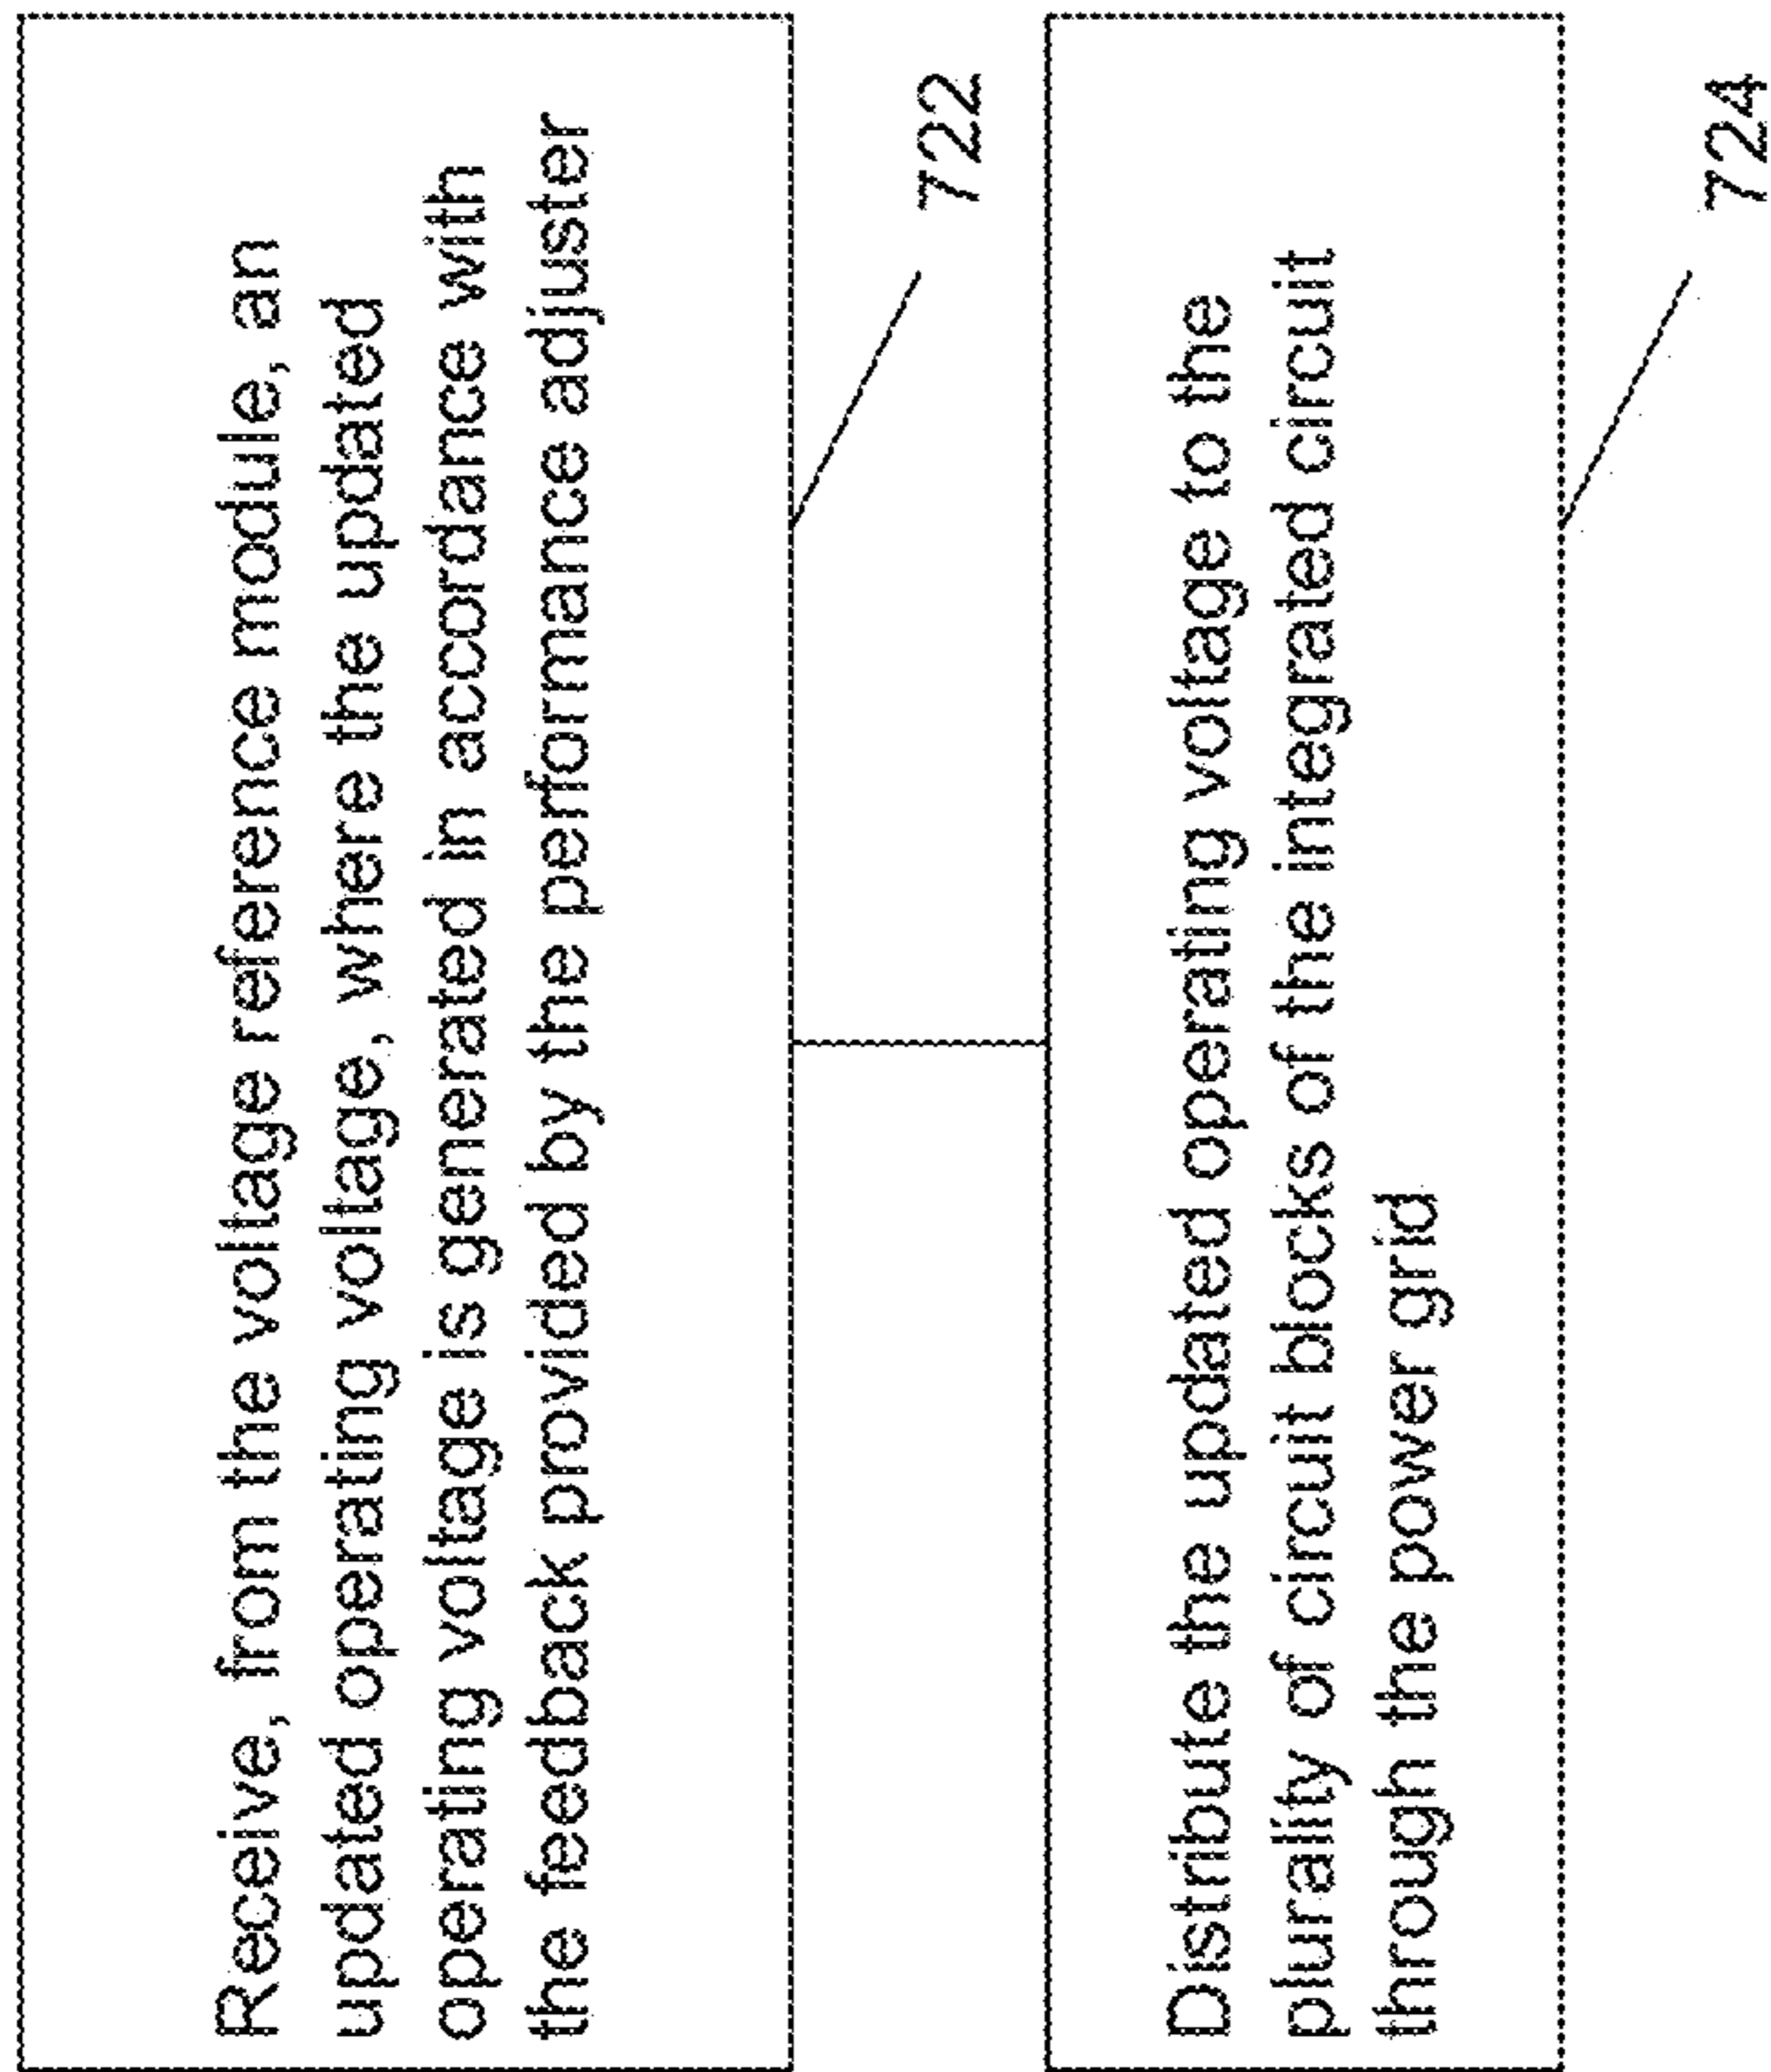 Receive, from the voltage reference module, an
updated operating voltage, where the updated
operating voltage is generated in accordance with
the feedback provided by the performance adjuster
722
Distribute the updated operating voltage to the
plurality of circuit blocks of the integrated circuit
through the power grid
724